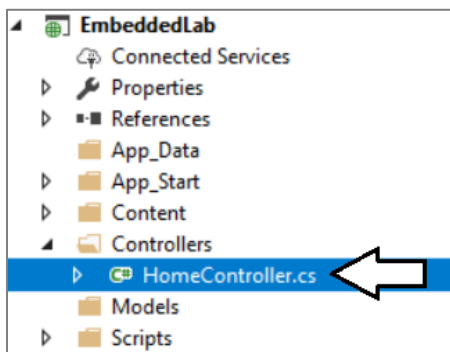 EmbeddedLab
Connected Services
Properties
References
App_Data
App_Start
Content
Controllers
C# HomeController.cs
Models
Scripts